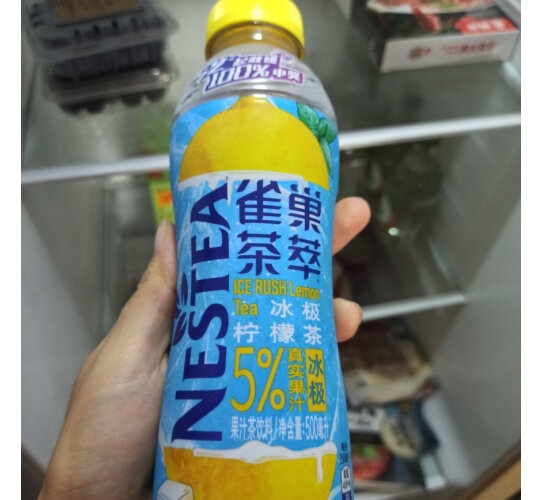 100%中奖
NESTEA
雀巢
茶萃
ICE RUSH Lemon
Tea 冰极
柠檬茶
5%
真实果汁
冰极
果汁茶饮料/净含量:500毫升